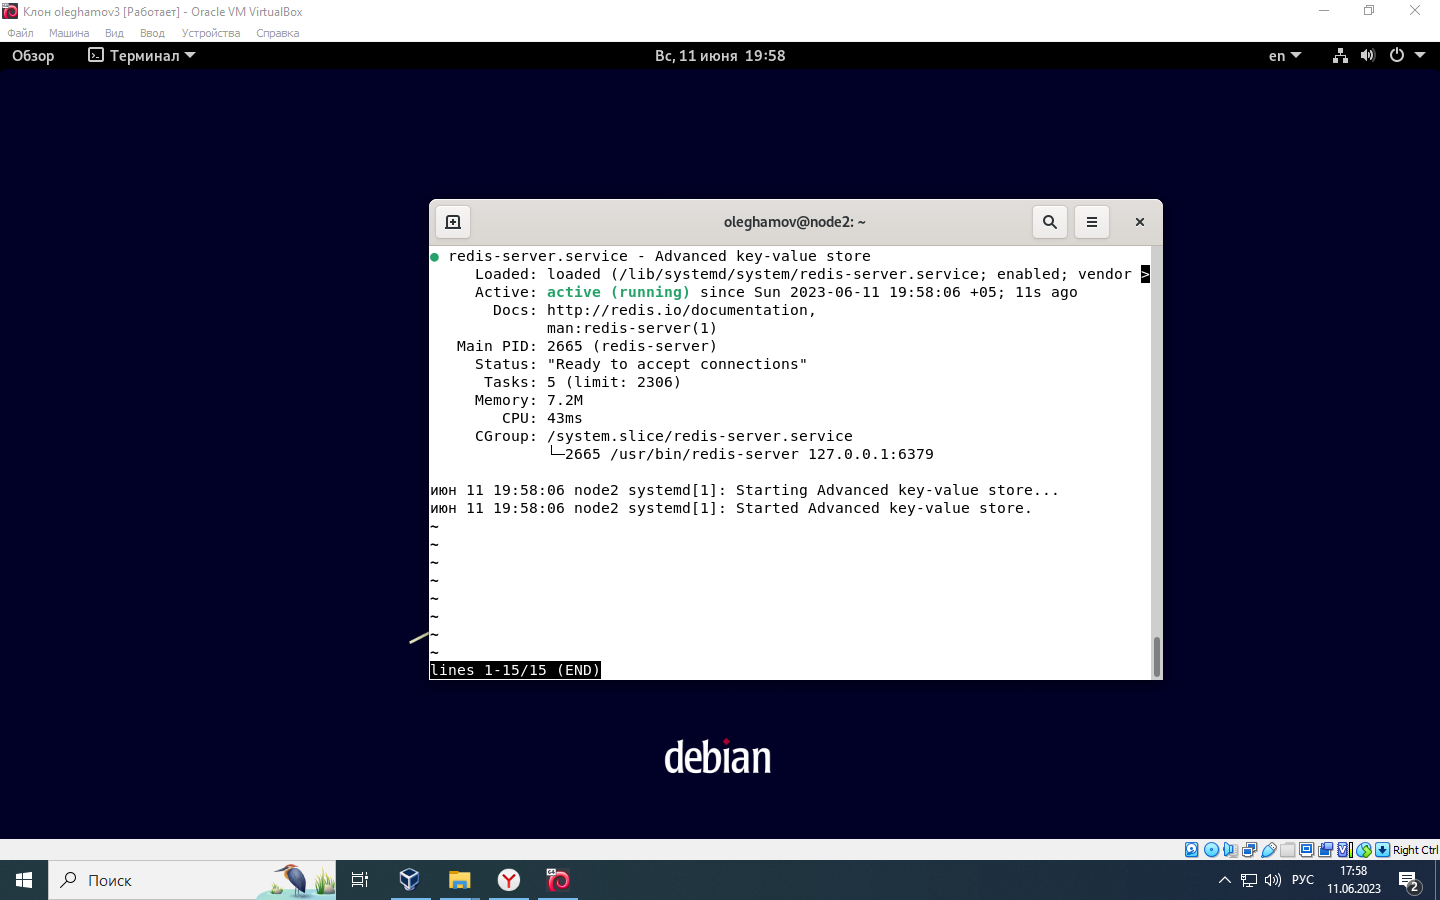 Клон oleghamov3 [Работает] - Oracle VM VirtualBox
Файл Машина Вид Ввод Устройства Справка
Обзор Терминал Вс, 11 июня 19:58 en
oleghamov@node2: ~
● redis-server.service - Advanced key-value store
Loaded: loaded (/lib/systemd/system/redis-server.service; enabled; vendor >
Active: active (running) since Sun 2023-06-11 19:58:06 +05; 11s ago
Docs: http://redis.io/documentation,
man:redis-server(1)
Main PID: 2665 (redis-server)
Status: "Ready to accept connections"
Tasks: 5 (limit: 2306)
Memory: 7.2M
CPU: 43ms
CGroup: /system.slice/redis-server.service
└─2665 /usr/bin/redis-server 127.0.0.1:6379
июн 11 19:58:06 node2 systemd[1]: Starting Advanced key-value store...
июн 11 19:58:06 node2 systemd[1]: Started Advanced key-value store.
~
~
~
~
~
~
~
~
lines 1-15/15 (END)
debian
Right Ctrl
Поиск
64
РУС
17:58
11.06.2023
2